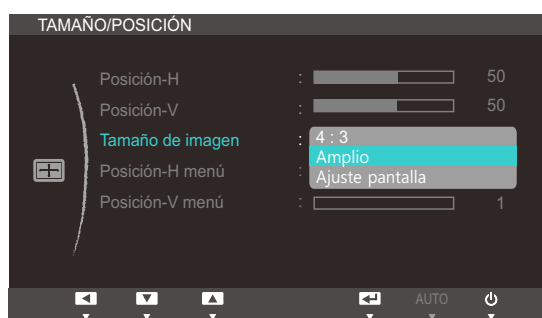 TAMAÑO/POSICIÓN
Posición-H : 50
Posición-V : 50
Tamaño de imagen : 4 : 3
Amplio
Posición-H menú : Ajuste pantalla
Posición-V menú : 1
AUTO